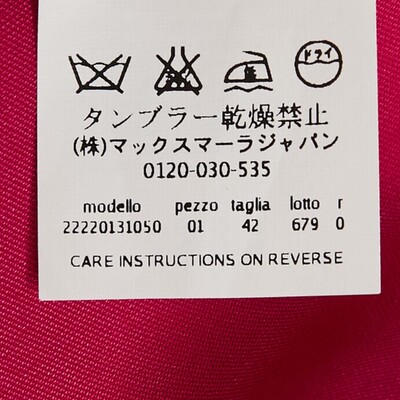 ドライ
タンブラー乾燥禁止
(株)マックスマーラジャパン
0120-030-535
modello pezzo taglia lotto r
22220131050 01 42 679 0
CARE INSTRUCTIONS ON REVERSE